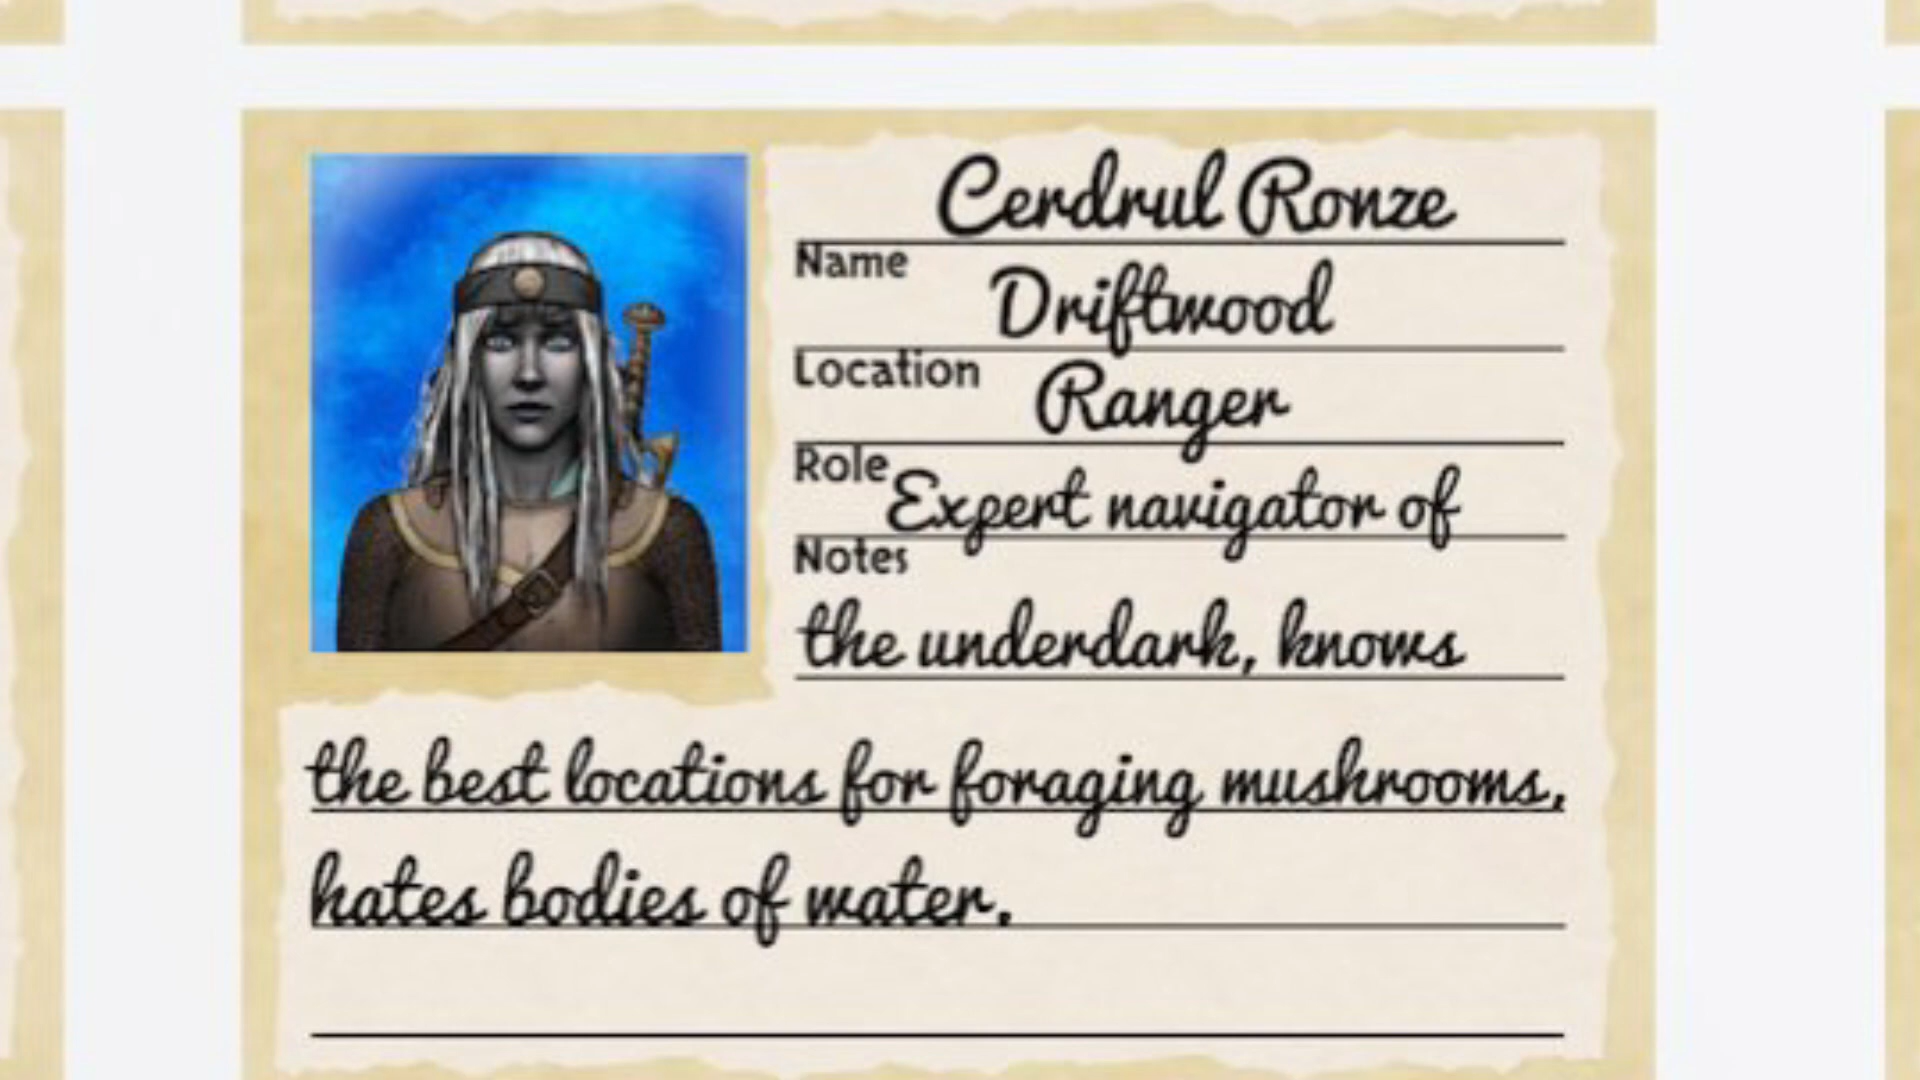 Cerdrul Ronze
Name
Driftwood
Location
Ranger
Role
Expert navigator of
Notes
the underdark, knows
the best locations for foraging mushrooms,
hates bodies of water.